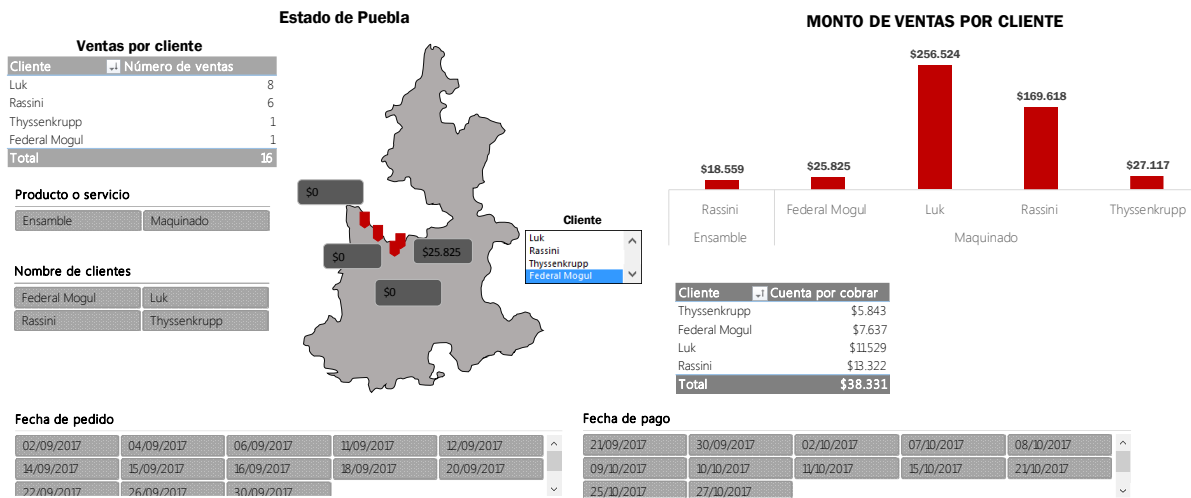 Estado de Puebla
Ventas por cliente
Cliente Número de ventas
Luk 8
Rassini 6
Thyssenkrupp 1
Federal Mogul 1
Total 16
Producto o servicio
Ensamble Maquinado
Nombre de clientes
Federal Mogul Luk
Rassini Thyssenkrupp
$0
$0
$25.825
$0
Cliente
Luk
Rassini
Thyssenkrupp
Federal Mogul
MONTO DE VENTAS POR CLIENTE
$18.559 $25.825 $256.524 $169.618 $27.117
Rassini Federal Mogul Luk Rassini Thyssenkrupp
Ensamble Maquinado
Cliente Cuenta por cobrar
Thyssenkrupp $5.843
Federal Mogul $7.637
Luk $11.529
Rassini $13.322
Total $38.331
Fecha de pedido
02/09/2017 04/09/2017 06/09/2017 11/09/2017 12/09/2017
14/09/2017 15/09/2017 16/09/2017 18/09/2017 20/09/2017
22/09/2017 26/09/2017 30/09/2017
Fecha de pago
21/09/2017 30/09/2017 02/10/2017 07/10/2017 08/10/2017
09/10/2017 10/10/2017 11/10/2017 15/10/2017 21/10/2017
25/10/2017 27/10/2017